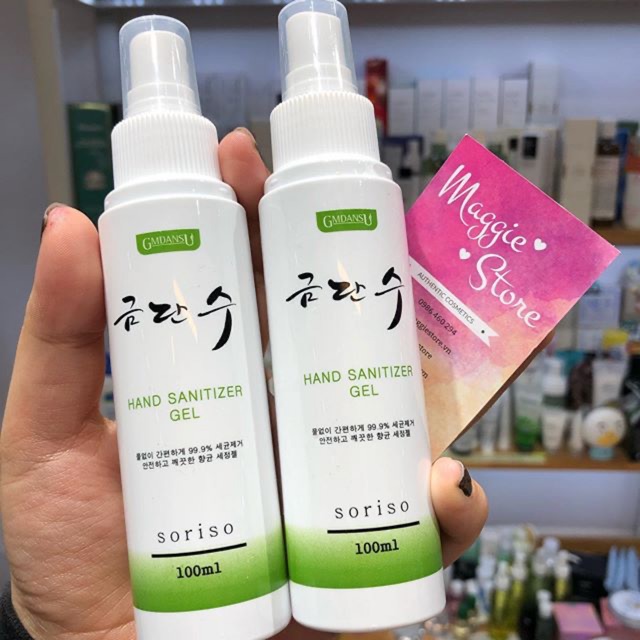 GMDANSU
금단수
HAND SANITIZER
GEL
물없이 간편하게 99.9% 세균제거
안전하고 깨끗한 향균 세정젤
soriso
100ml
GMDANSU
금단수
HAND SANITIZER
GEL
물없이 간편하게 99.9% 세균제거
안전하고 깨끗한 향균 세정젤
soriso
100ml
Maggie
Store
AUTHENTIC COSMETICS
0986 460 294